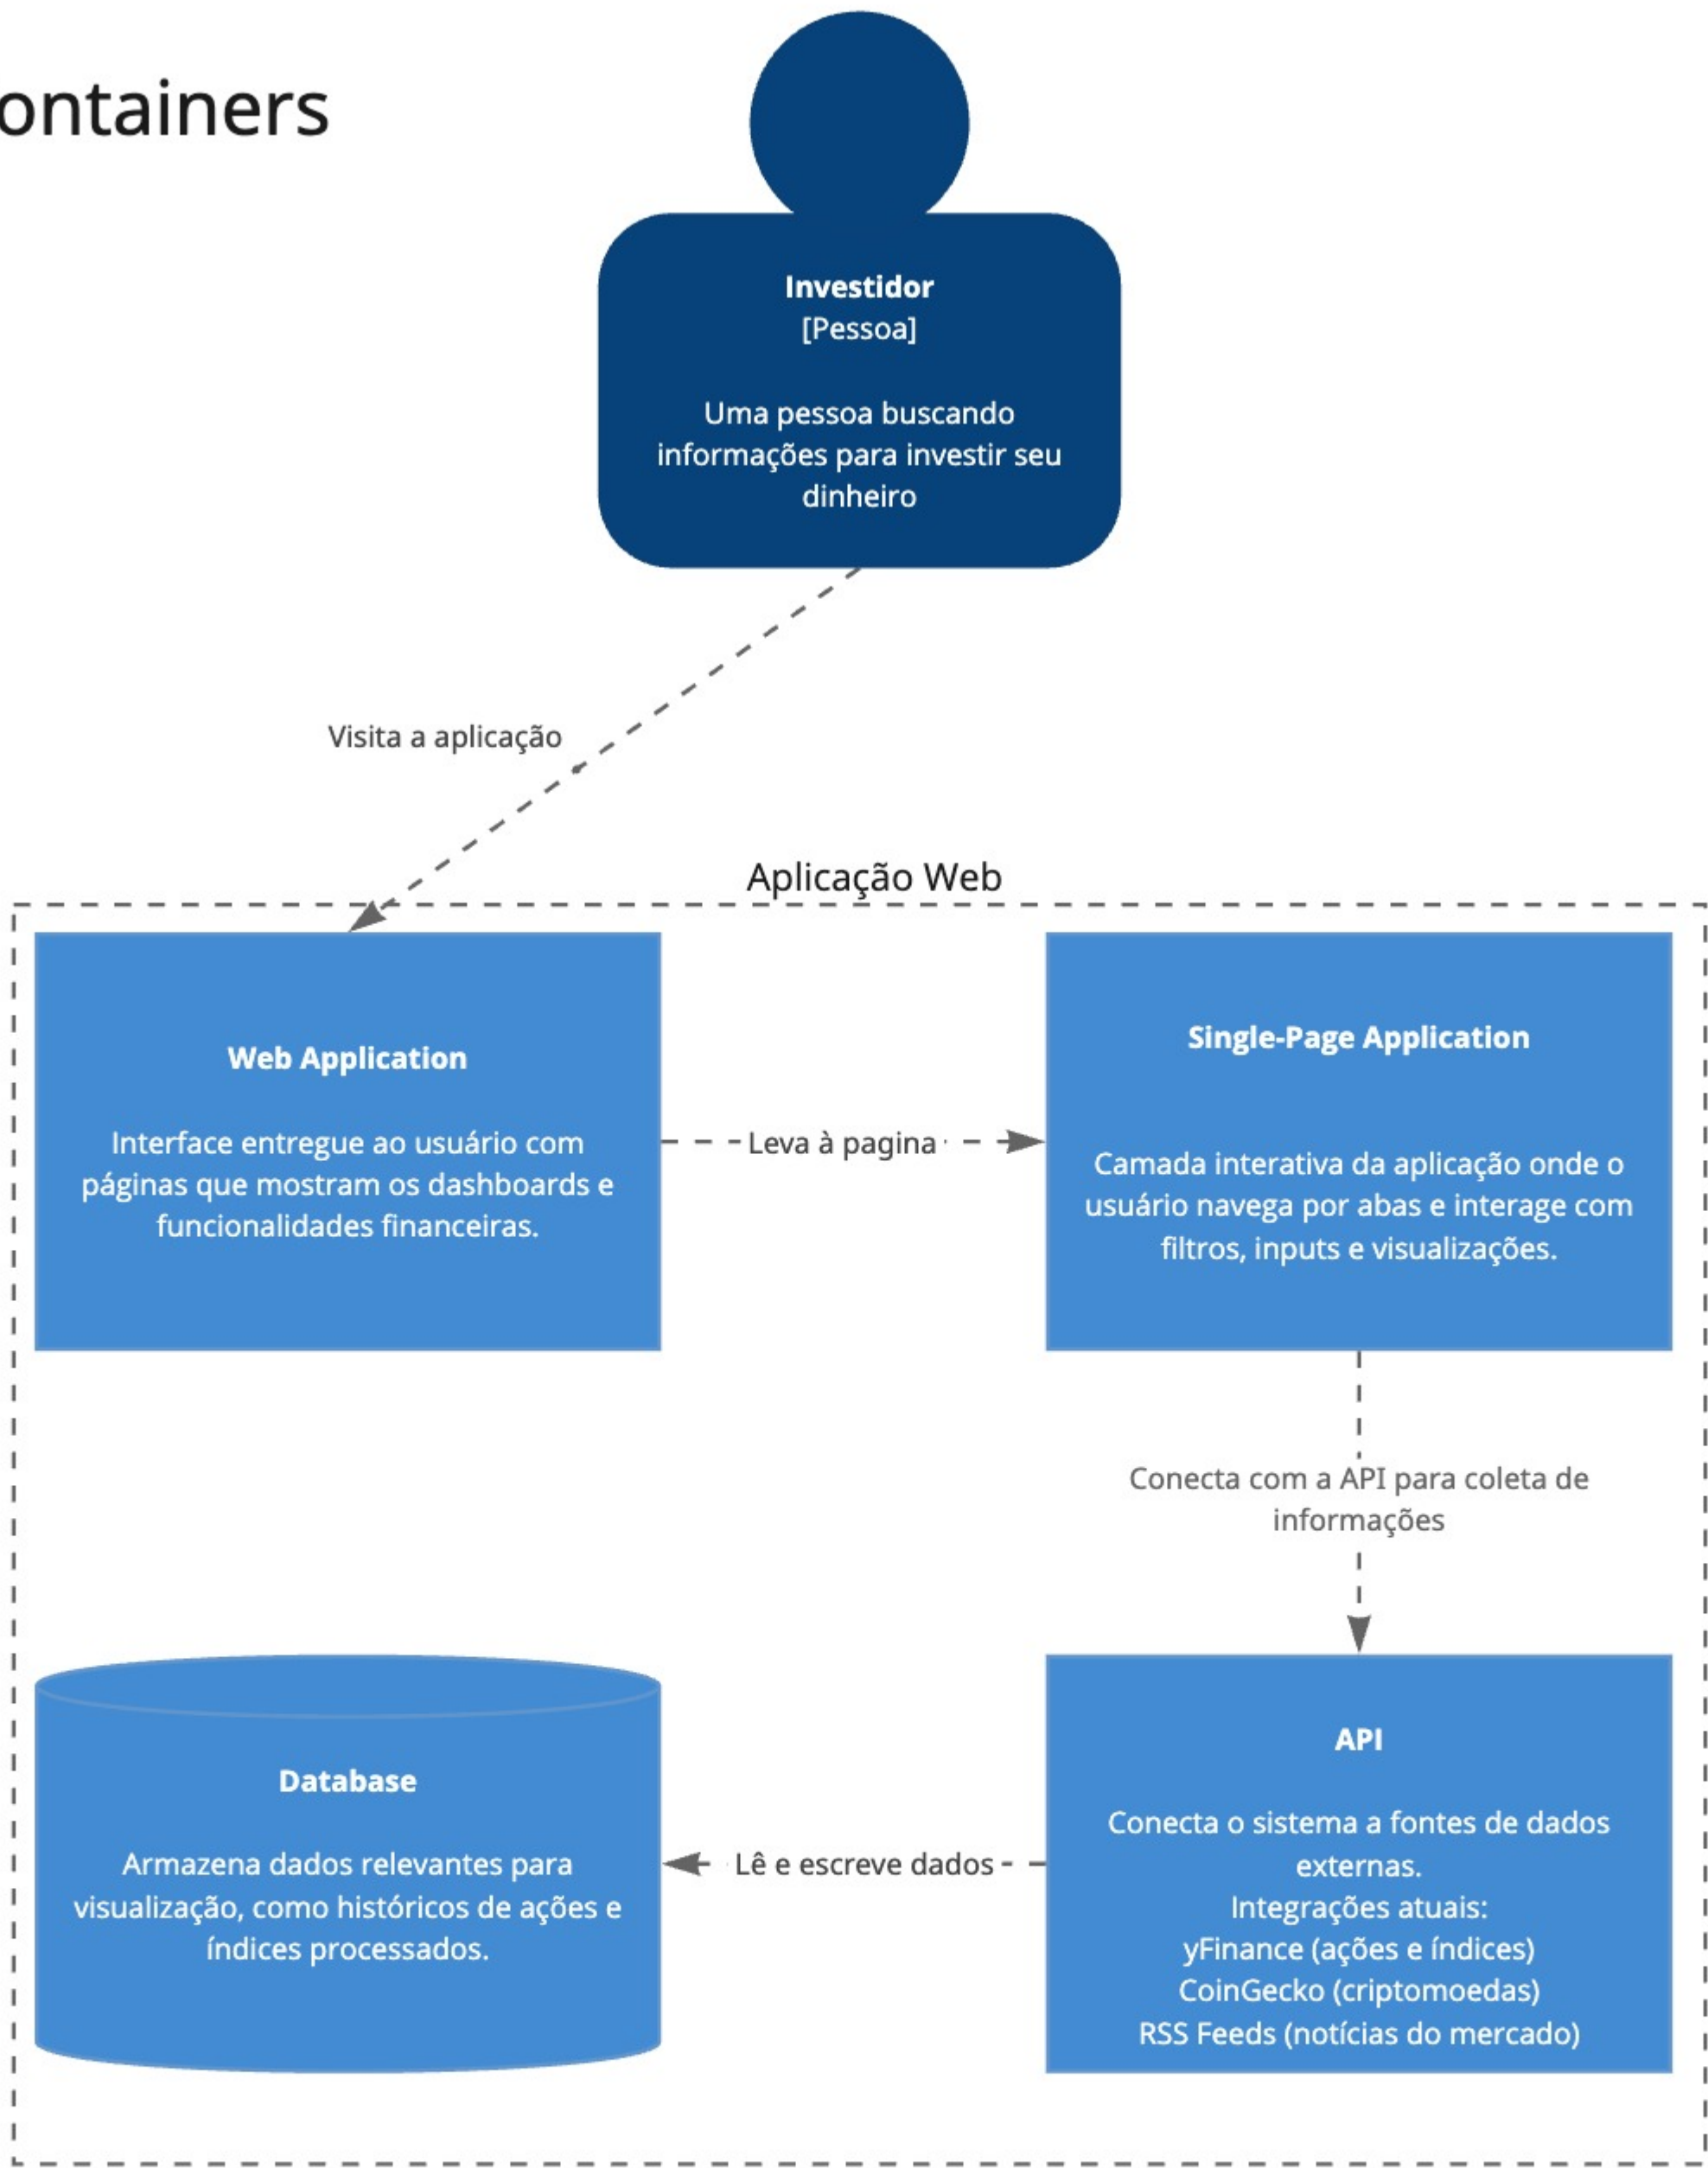 ontainers
Investidor
[Pessoa]
Uma pessoa buscando
informações para investir seu
dinheiro
Visita a aplicação
Aplicação Web
Web Application
Interface entregue ao usuário com
páginas que mostram os dashboards e
funcionalidades financeiras.
Leva à pagina
Single-Page Application
Camada interativa da aplicação onde o
usuário navega por abas e interage com
filtros, inputs e visualizações.
Conecta com a API para coleta de
informações
Database
Armazena dados relevantes para
visualização, como históricos de ações e
índices processados.
Lê e escreve dados
API
Conecta o sistema a fontes de dados
externas.
Integrações atuais:
yFinance (ações e índices)
CoinGecko (criptomoedas)
RSS Feeds (notícias do mercado)